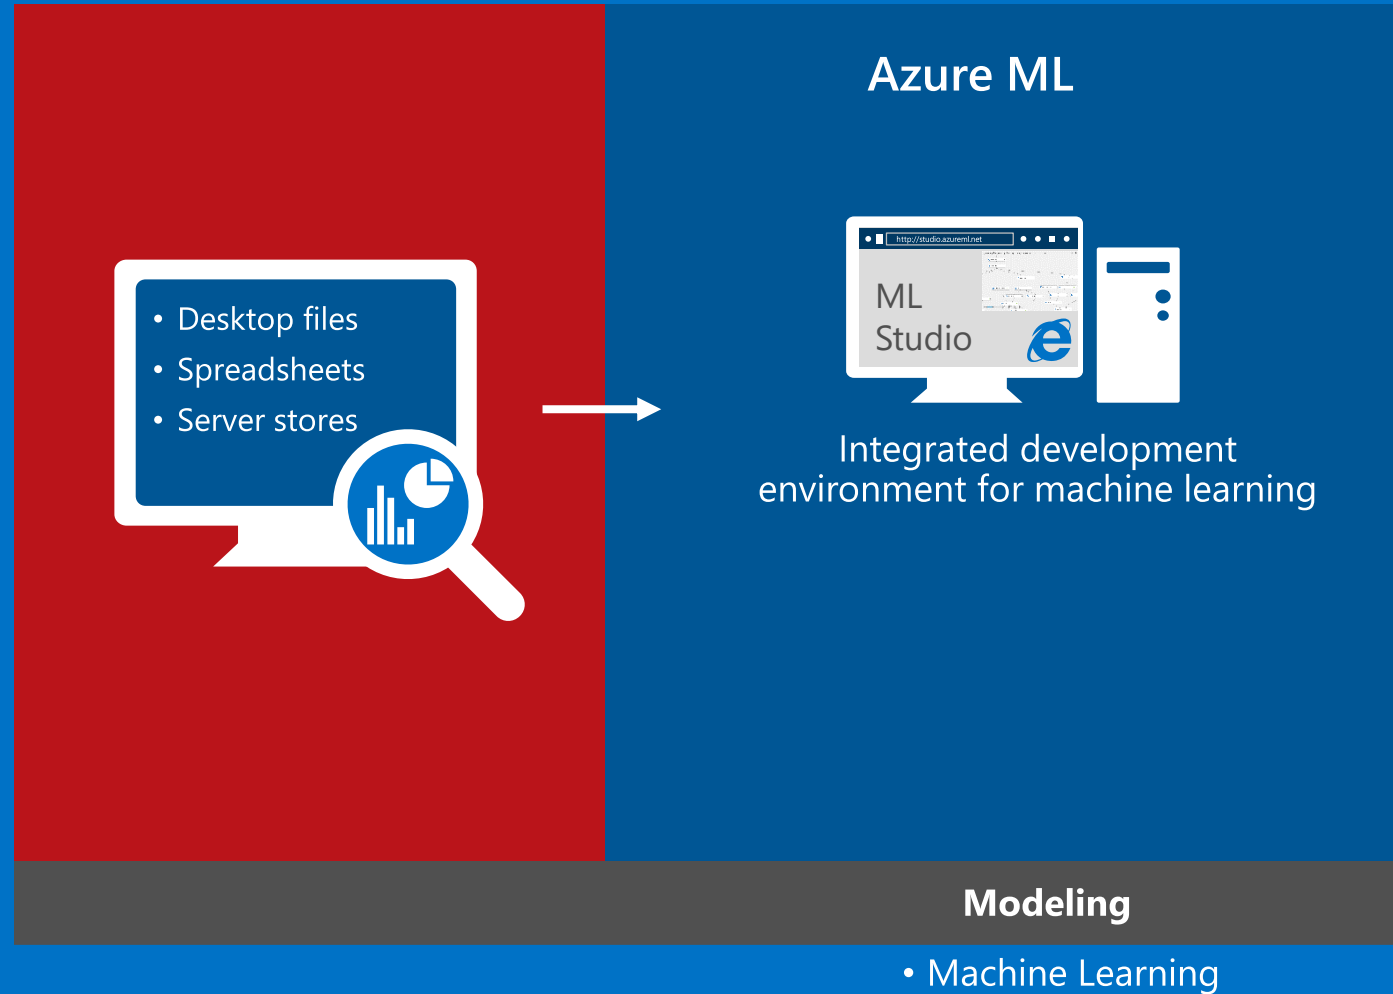 Azure ML
http://studio.azureml.net
ML
Studio
• Desktop files
• Spreadsheets
• Server stores
Integrated development
environment for machine learning
Modeling
• Machine Learning